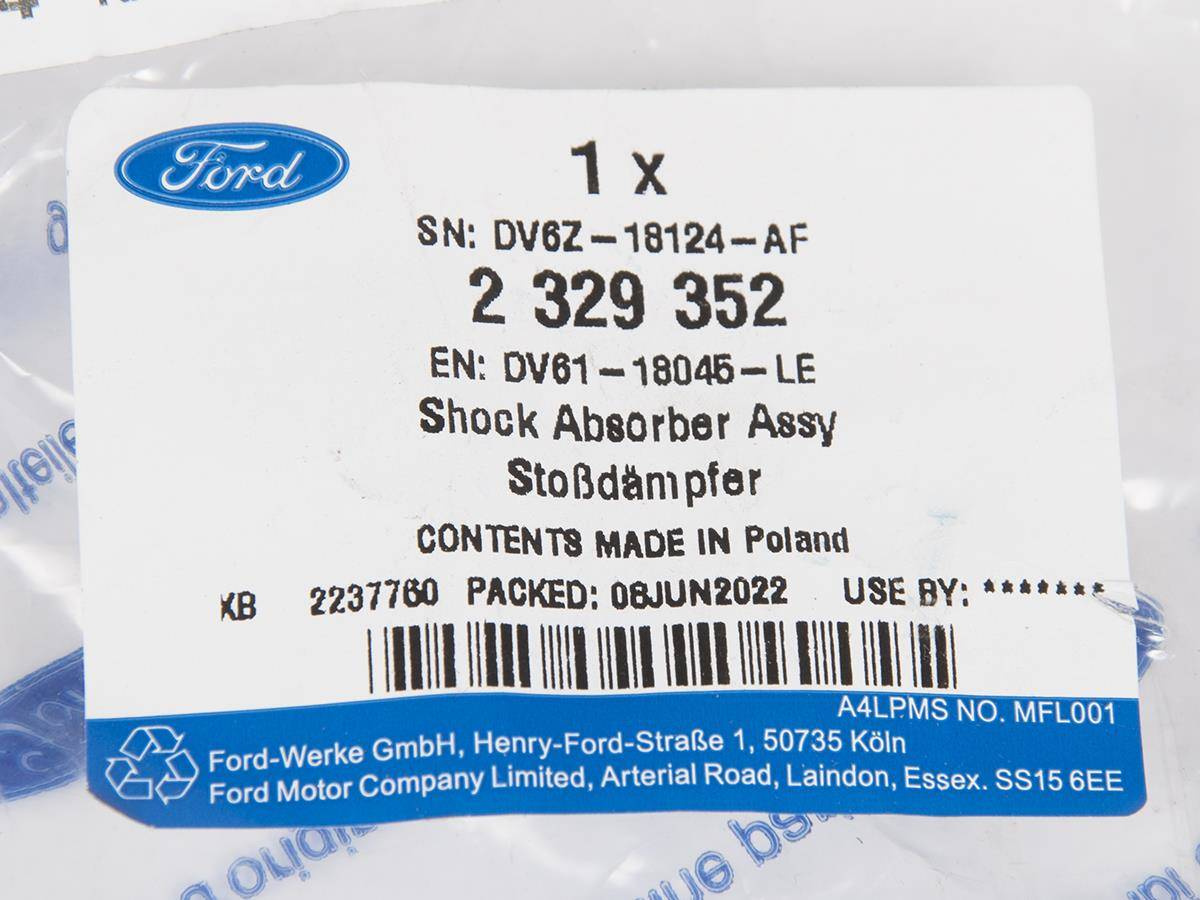 Ford
1 x
SN: DV6Z-18124-AF
2 329 352
EN: DV61-18045-LE
Shock Absorber Assy
Stoßdämpfer
CONTENTS MADE IN Poland
KB 2237760 PACKED: 08JUN2022 USE BY: *******
A4LPMS NO. MFL001
Ford-Werke GmbH, Henry-Ford-Straße 1, 50735 Köln
Ford Motor Company Limited, Arterial Road, Laindon, Essex. SS15 6EE